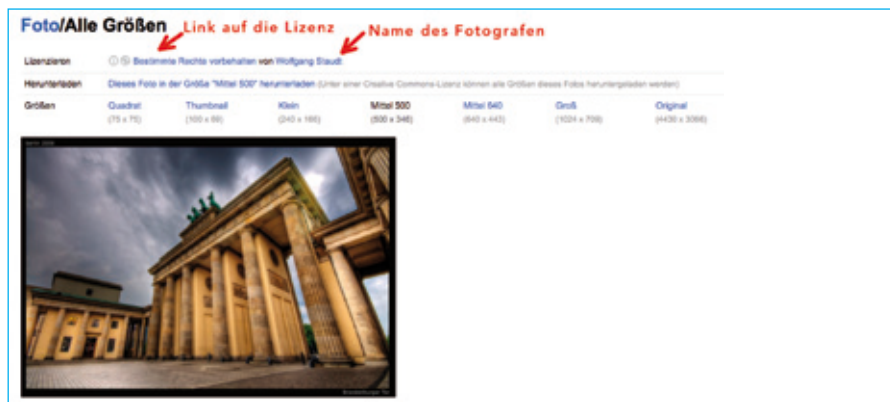 Foto/Alle Größen
Link auf die Lizenz
Name des Fotografen
Lizenzieren Bestimmte Rechte vorbehalten von Wolfgang Staudt
Herunterladen Dieses Foto in der Größe "Mittel 500" herunterladen (Unter einer Creative Commons-Lizenz können alle Größen dieses Fotos heruntergeladen werden)
Größen Quadrat Thumbnail Klein Mittel 500 Mittel 640 Groß Original
(75 x 75) (100 x 69) (240 x 166) (500 x 346) (640 x 443) (1024 x 709)
Brandenburger Tor